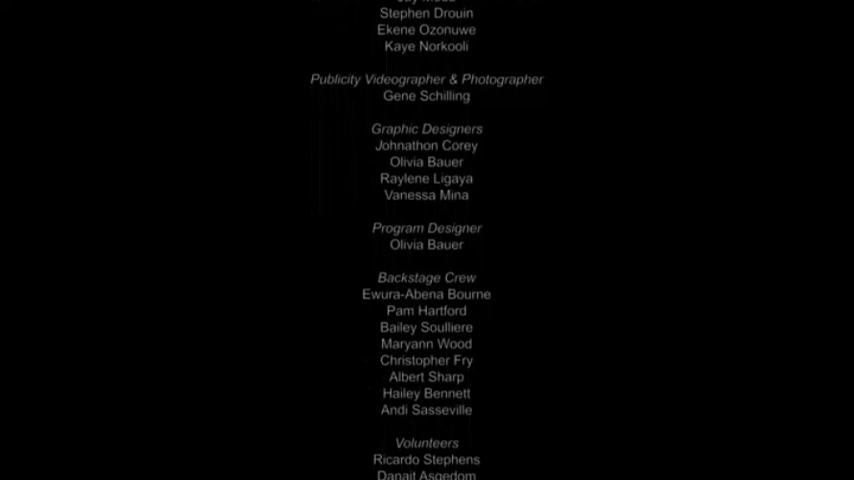 Stephen Drouin
Ekene Ozonuwe
Kaye Norkooli
Publicity Videographer & Photographer
Gene Schilling
Graphic Designers
Johnathon Corey
Olivia Bauer
Raylene Ligaya
Vanessa Mina
Program Designer
Olivia Bauer
Backstage Crew
Ewura-Abena Bourne
Pam Hartford
Bailey Soulliere
Maryann Wood
Christopher Fry
Albert Sharp
Hailey Bennett
Andi Sasseville
Volunteers
Ricardo Stephens
Danait Asgedom